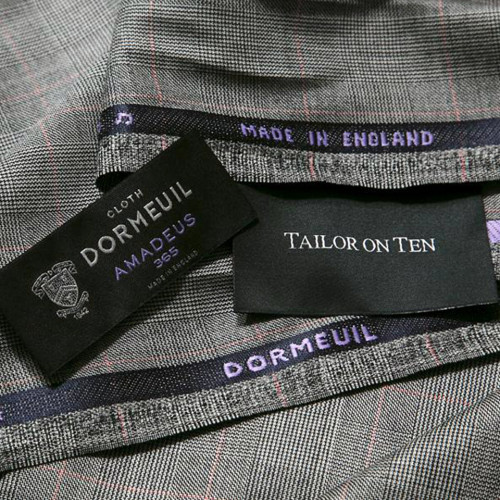 MADE IN ENGLAND
CLOTH
DORMEUIL
AMADEUS
365
MADE IN ENGLAND
TAILOR ON TEN
DORMEUIL